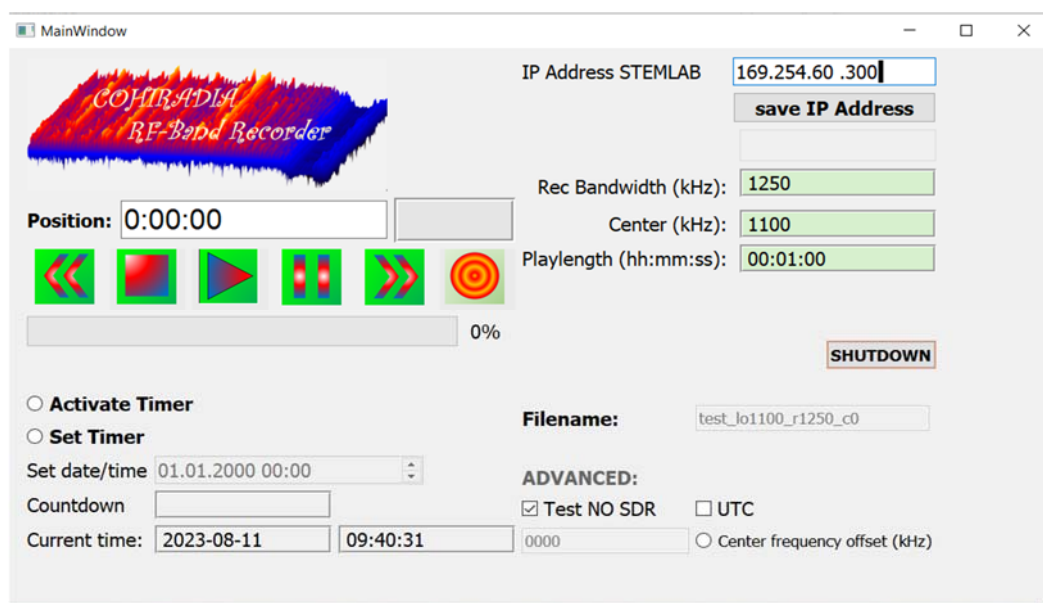 MainWindow
COHIRADIA
RF-Band Recorder
IP Address STEMLAB 169.254.60 .300
save IP Address
Rec Bandwidth (kHz): 1250
Position: 0:00:00
Center (kHz): 1100
Playlength (hh:mm:ss): 00:01:00
0%
SHUTDOWN
Activate Timer
Set Timer
Set date/time 01.01.2000 00:00
Countdown
Current time: 2023-08-11 09:40:31
Filename: test_lo1100_r1250_c0
ADVANCED:
Test NO SDR UTC
0000 Center frequency offset (kHz)